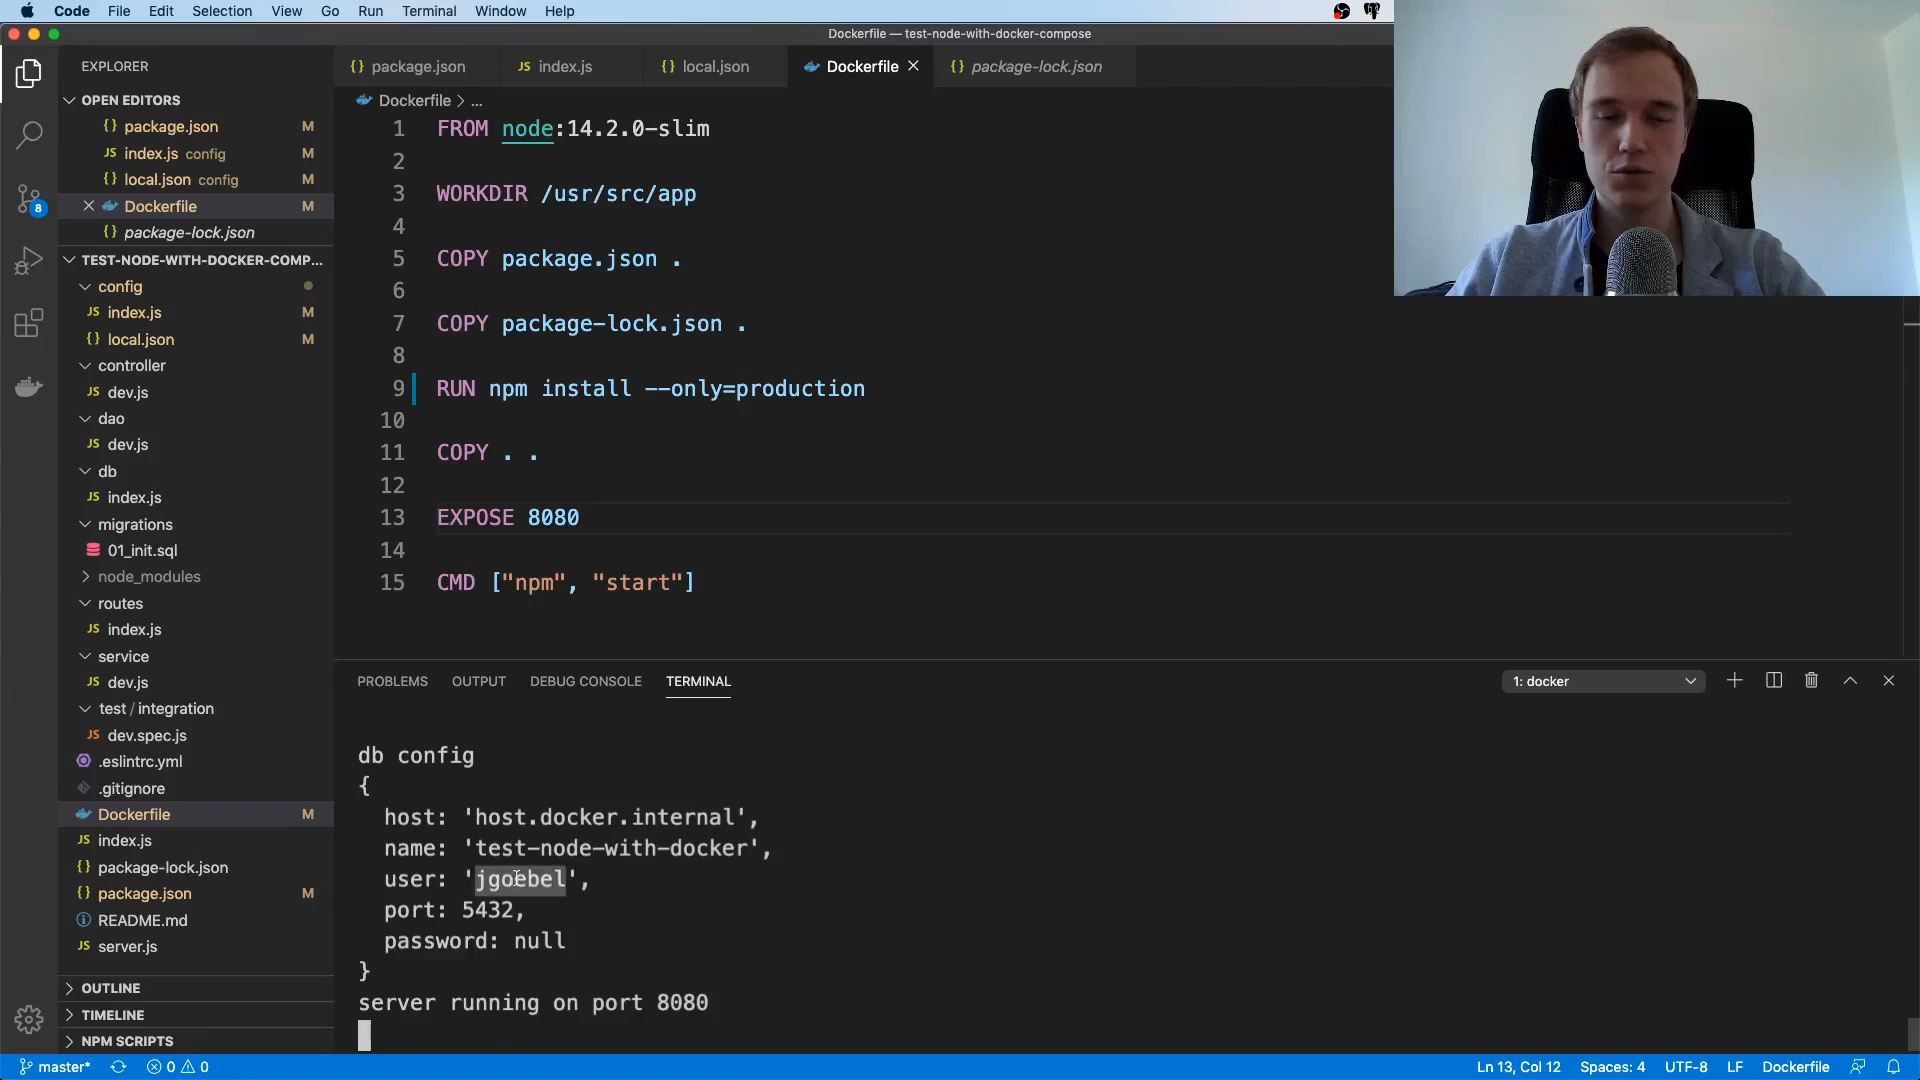 Code File Edit Selection View Go Run Terminal Window Help
Dockerfile — test-node-with-docker-compose
EXPLORER
OPEN EDITORS
{} package.json M
JS index.js config M
{} local.json config M
Dockerfile M
{} package-lock.json
TEST-NODE-WITH-DOCKER-COMP...
config
JS index.js M
{} local.json M
controller
JS dev.js
dao
JS dev.js
db
JS index.js
migrations
01_init.sql
node_modules
routes
JS index.js
service
JS dev.js
test / integration
JS dev.spec.js
.eslintrc.yml
.gitignore
Dockerfile M
JS index.js
{} package-lock.json
{} package.json M
README.md
JS server.js
OUTLINE
TIMELINE
NPM SCRIPTS
8
{} package.json JS index.js {} local.json Dockerfile {} package-lock.json
Dockerfile > ...
1 FROM node:14.2.0-slim
2
3 WORKDIR /usr/src/app
4
5 COPY package.json .
6
7 COPY package-lock.json .
8
9 RUN npm install --only=production
10
11 COPY . .
12
13 EXPOSE 8080
14
15 CMD ["npm", "start"]
PROBLEMS OUTPUT DEBUG CONSOLE TERMINAL 1: docker
db config
{
host: 'host.docker.internal',
name: 'test-node-with-docker',
user: 'jgoebel',
port: 5432,
password: null
}
server running on port 8080
master* 0 0 Ln 13, Col 12 Spaces: 4 UTF-8 LF Dockerfile